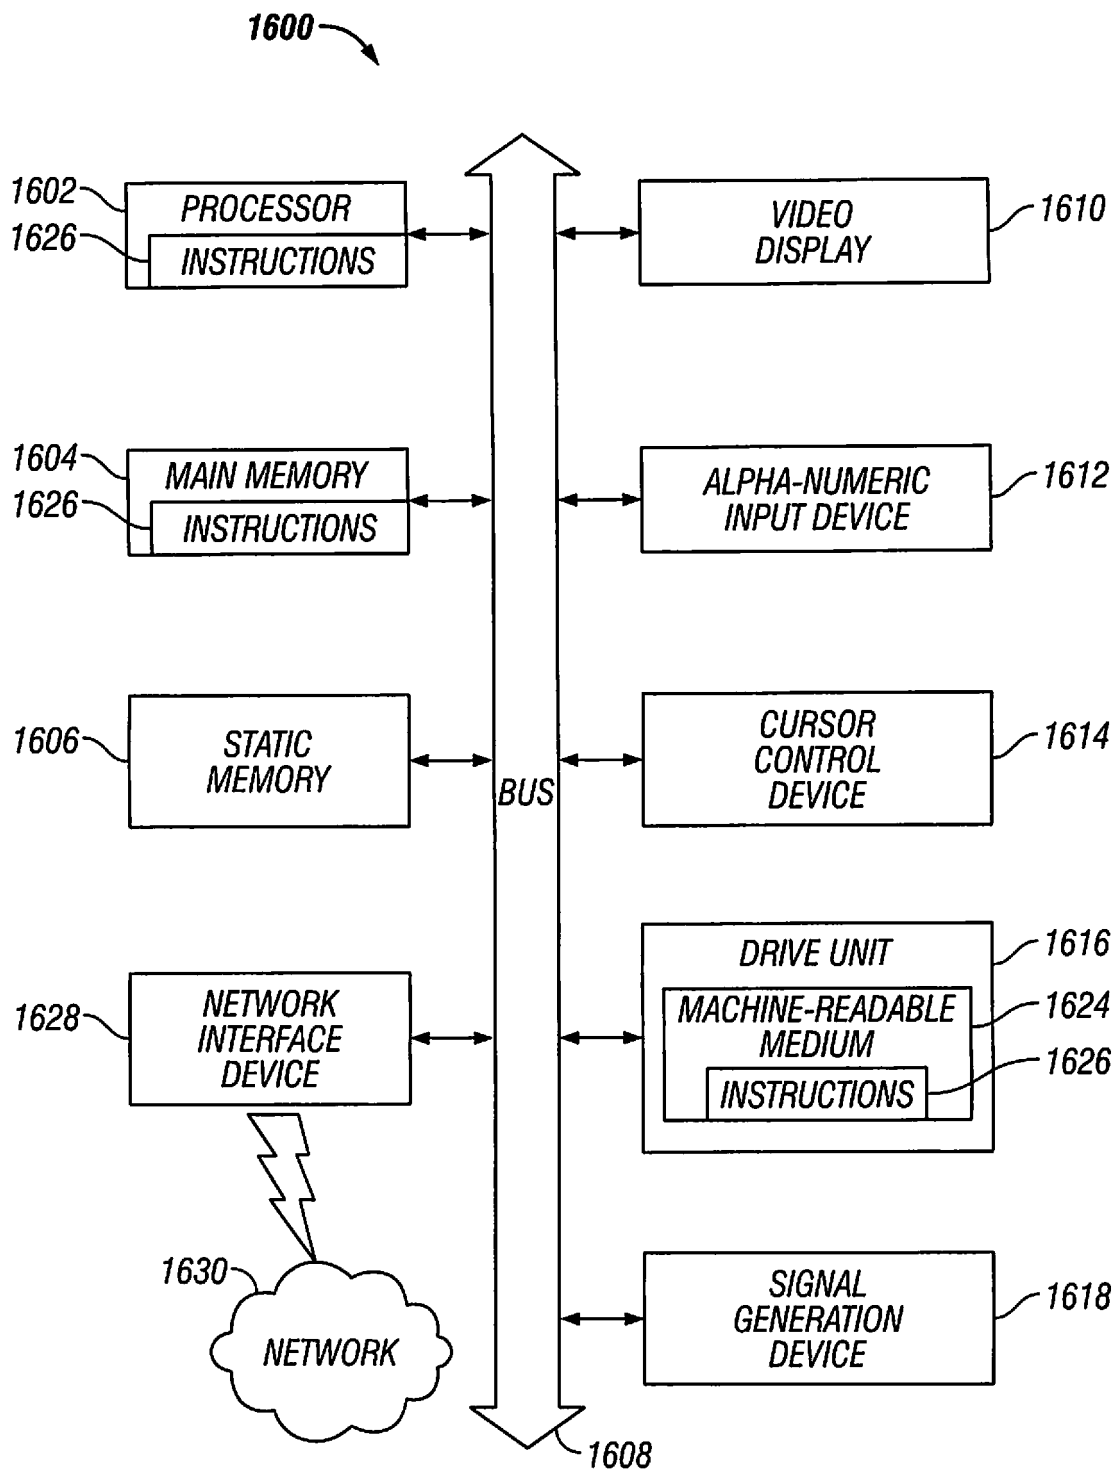 1600
1602
PROCESSOR
1626
INSTRUCTIONS
VIDEO
DISPLAY
1610
1604
MAIN MEMORY
1626
INSTRUCTIONS
ALPHA-NUMERIC
INPUT DEVICE
1612
1606
STATIC
MEMORY
BUS
CURSOR
CONTROL
DEVICE
1614
1628
NETWORK
INTERFACE
DEVICE
DRIVE UNIT
1616
MACHINE-READABLE
MEDIUM
1624
INSTRUCTIONS
1626
1630
NETWORK
SIGNAL
GENERATION
DEVICE
1618
1608